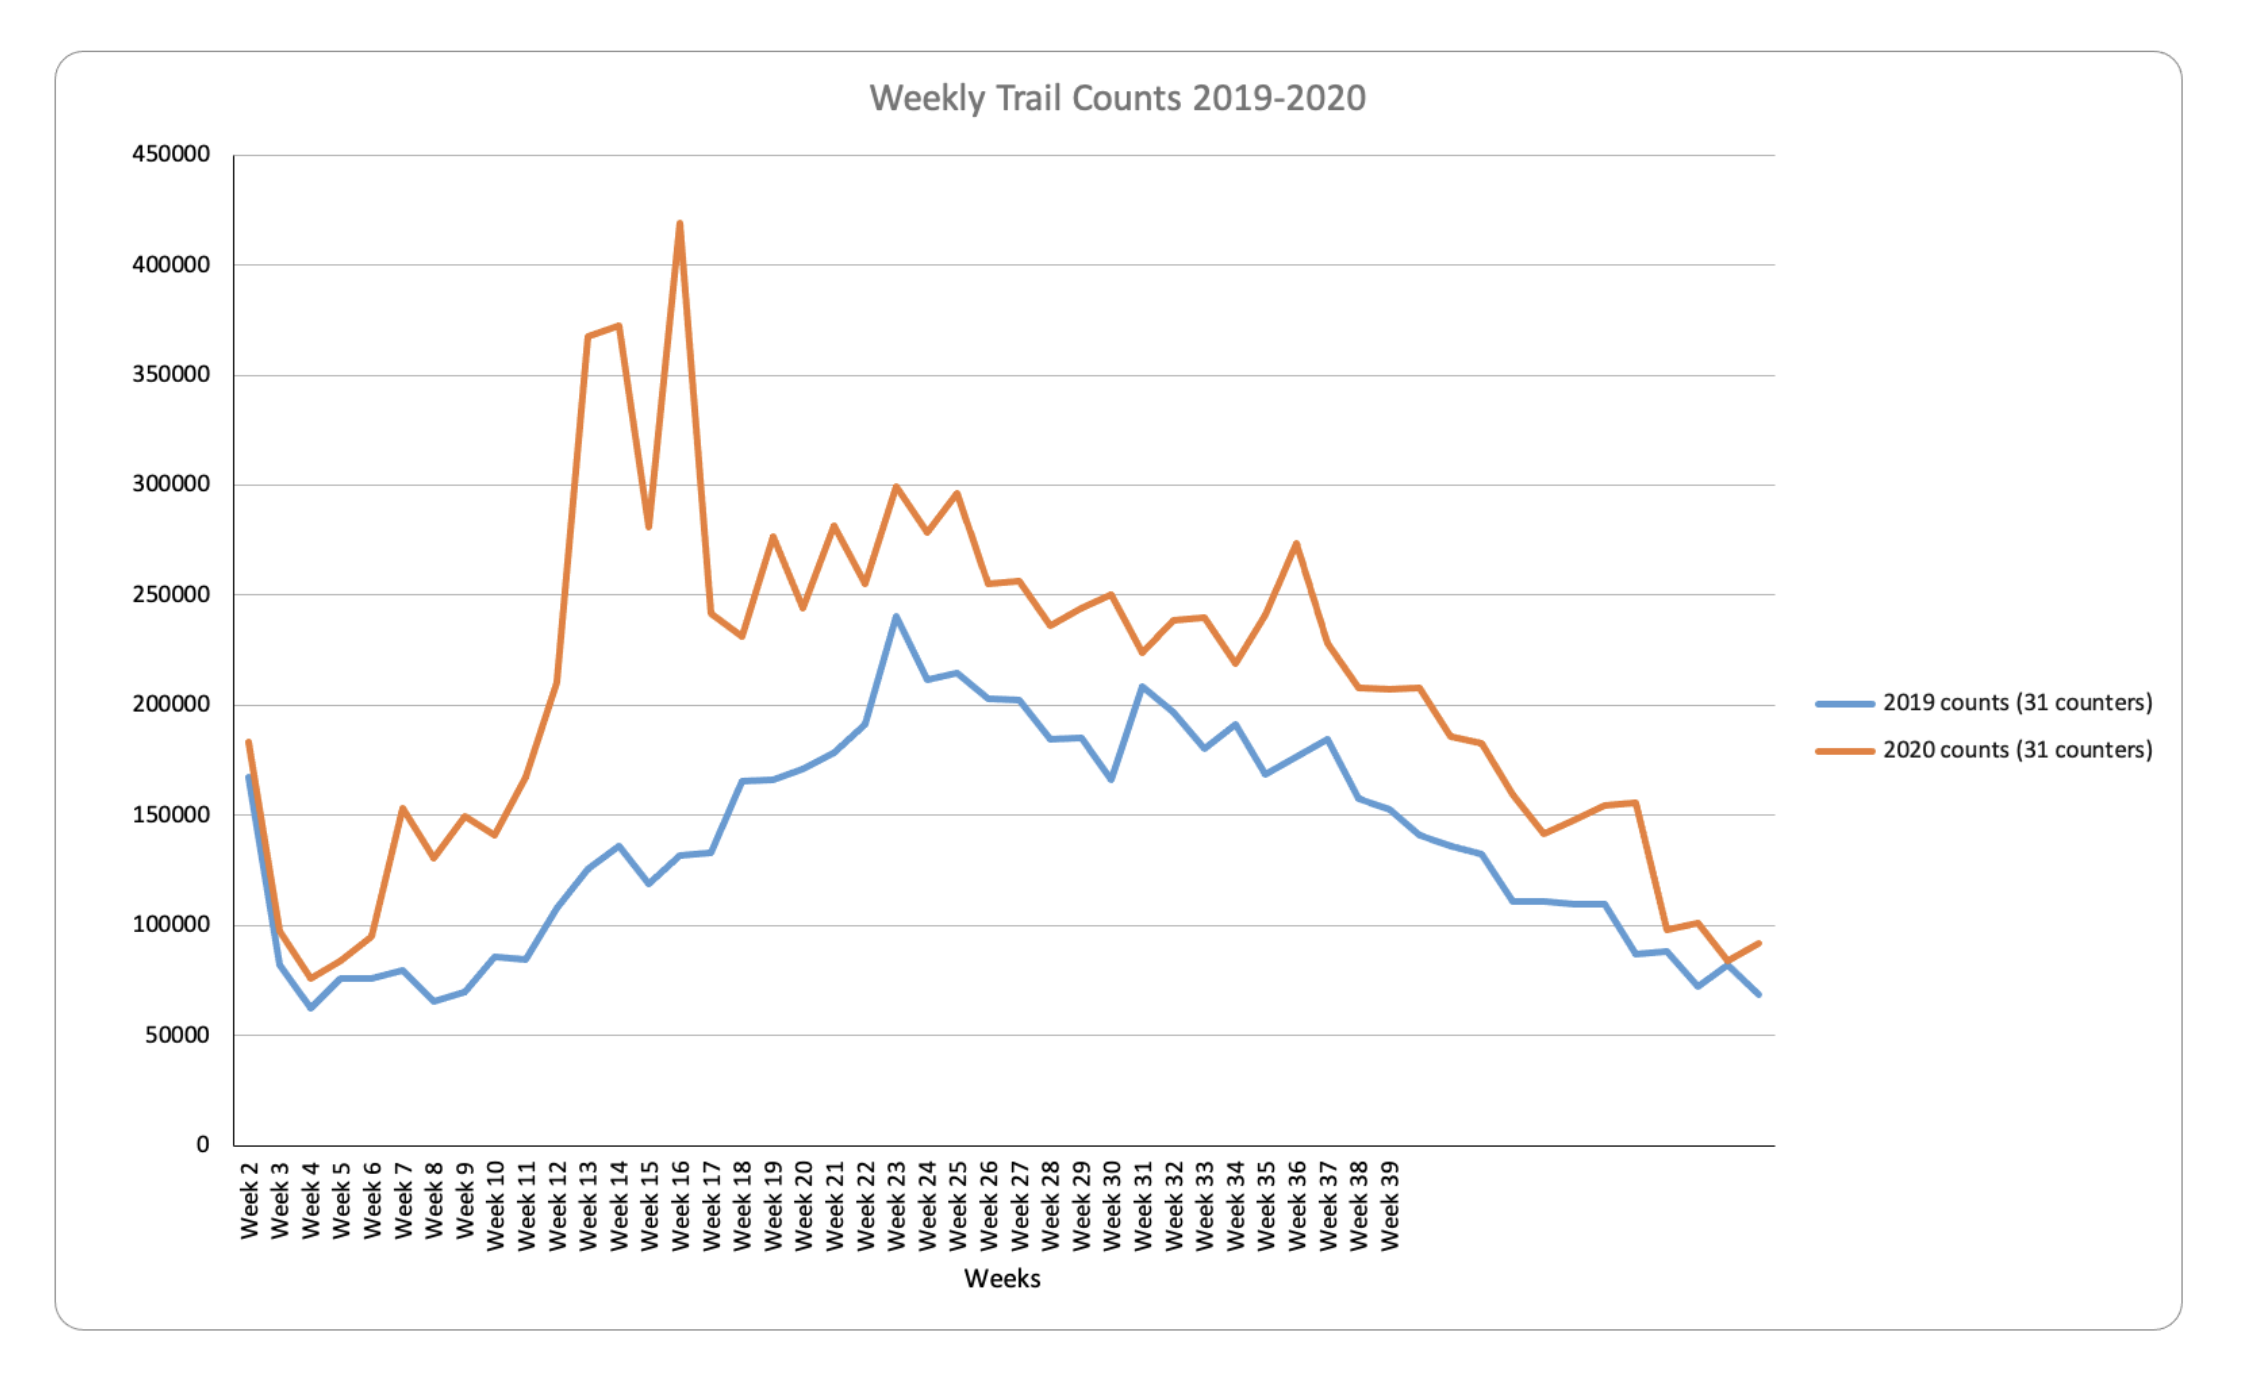 Weekly Trail Counts 2019-2020
450000
400000
350000
300000
250000
200000
150000
100000
50000
0
2019 counts (31 counters)
2020 counts (31 counters)
Week 2
Week 3
Week 4
Week 5
Week 6
Week 7
Week 8
Week 9
Week 10
Week 11
Week 12
Week 13
Week 14
Week 15
Week 16
Week 17
Week 18
Week 19
Week 20
Week 21
Week 22
Week 23
Week 24
Week 25
Week 26
Week 27
Week 28
Week 29
Week 30
Week 31
Week 32
Week 33
Week 34
Week 35
Week 36
Week 37
Week 38
Week 39
Weeks